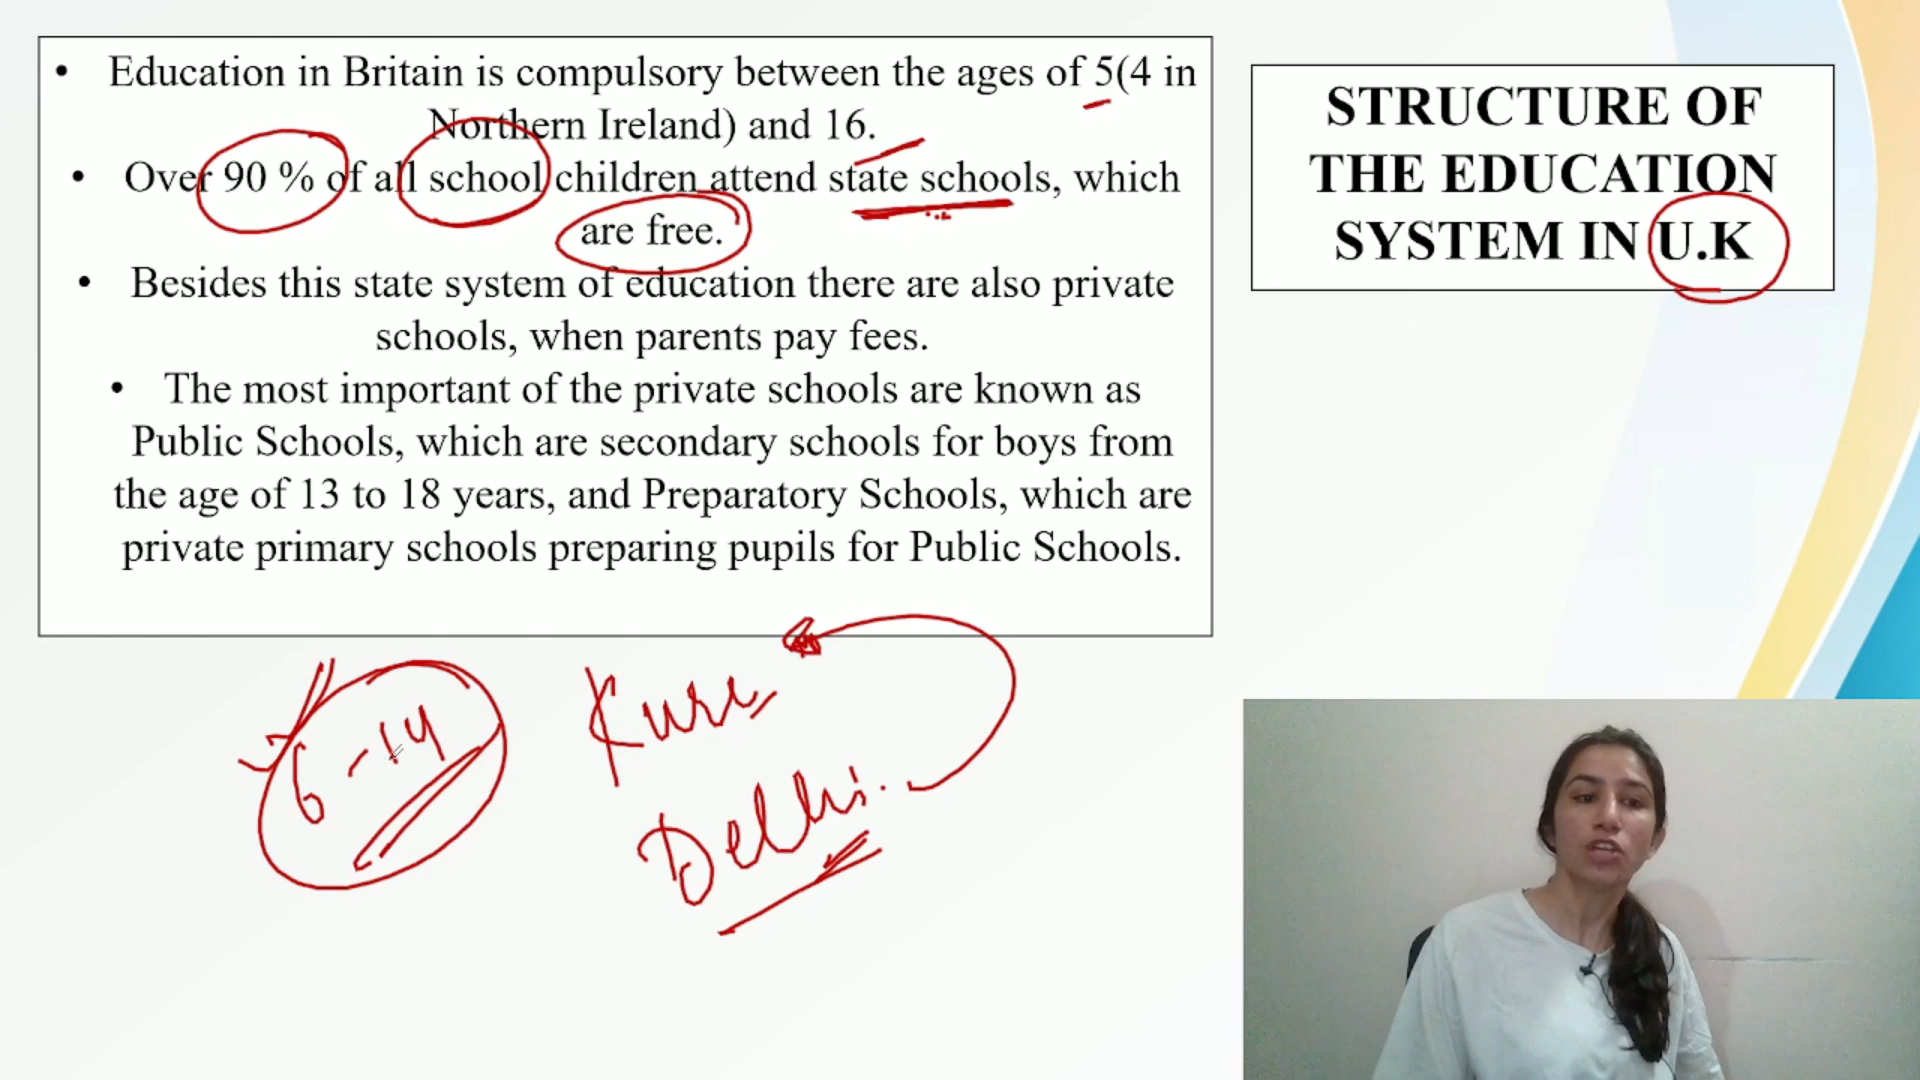 • Education in Britain is compulsory between the ages of 5(4 in
Northern Ireland) and 16.
• Over 90 % of all school children attend state schools, which
are free.
• Besides this state system of education there are also private
schools, when parents pay fees.
• The most important of the private schools are known as
Public Schools, which are secondary schools for boys from
the age of 13 to 18 years, and Preparatory Schools, which are
private primary schools preparing pupils for Public Schools.
STRUCTURE OF
THE EDUCATION
SYSTEM IN U.K
6-14
Delhi